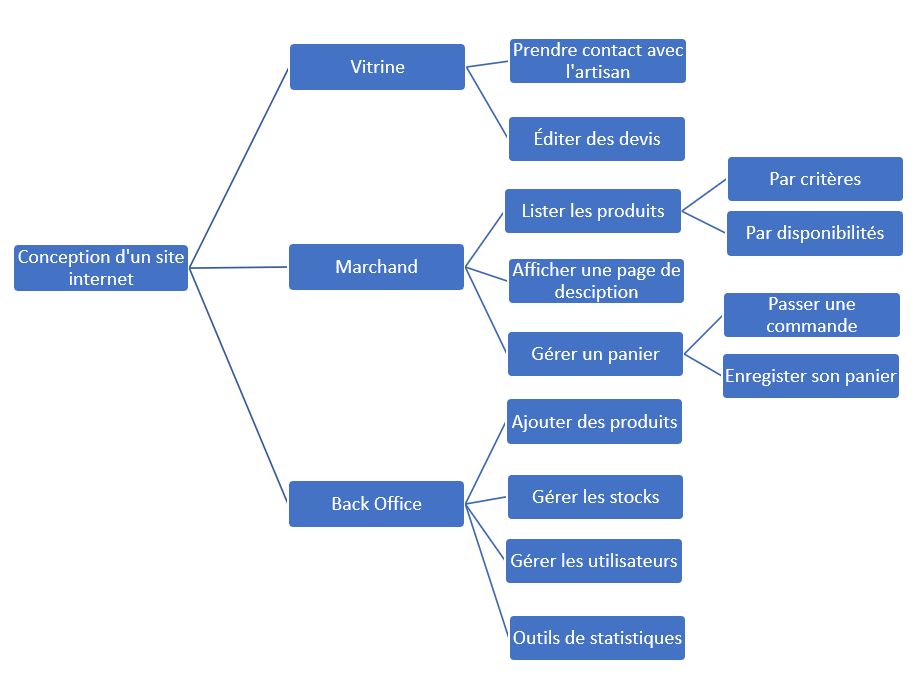 Conception d'un site
internet
Vitrine
Prendre contact avec
l'artisan
Éditer des devis
Marchand
Lister les produits
Par critères
Par disponibilités
Afficher une page de
desciption
Gérer un panier
Passer une
commande
Enregister son panier
Back Office
Ajouter des produits
Gérer les stocks
Gérer les utilisateurs
Outils de statistiques